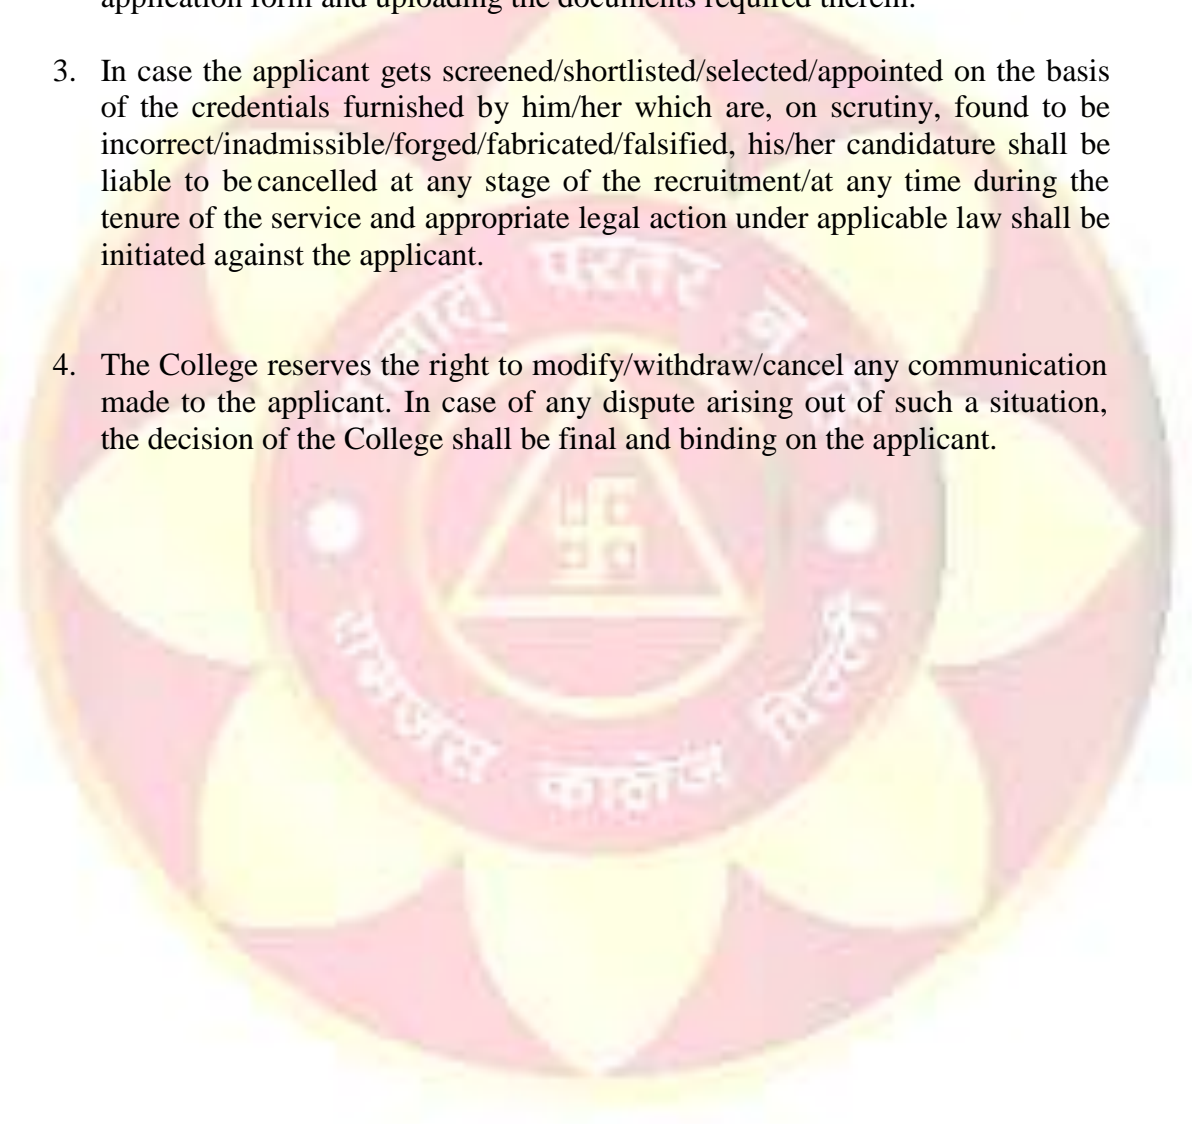 application form and uploading the documents required therein.
3. In case the applicant gets screened/shortlisted/selected/appointed on the basis
of the credentials furnished by him/her which are, on scrutiny, found to be
incorrect/inadmissible/forged/fabricated/falsified, his/her candidature shall be
liable to be cancelled at any stage of the recruitment/at any time during the
tenure of the service and appropriate legal action under applicable law shall be
initiated against the applicant.
4. The College reserves the right to modify/withdraw/cancel any communication
made to the applicant. In case of any dispute arising out of such a situation,
the decision of the College shall be final and binding on the applicant.
परतरं न
रामजस कालेज दिल्ली